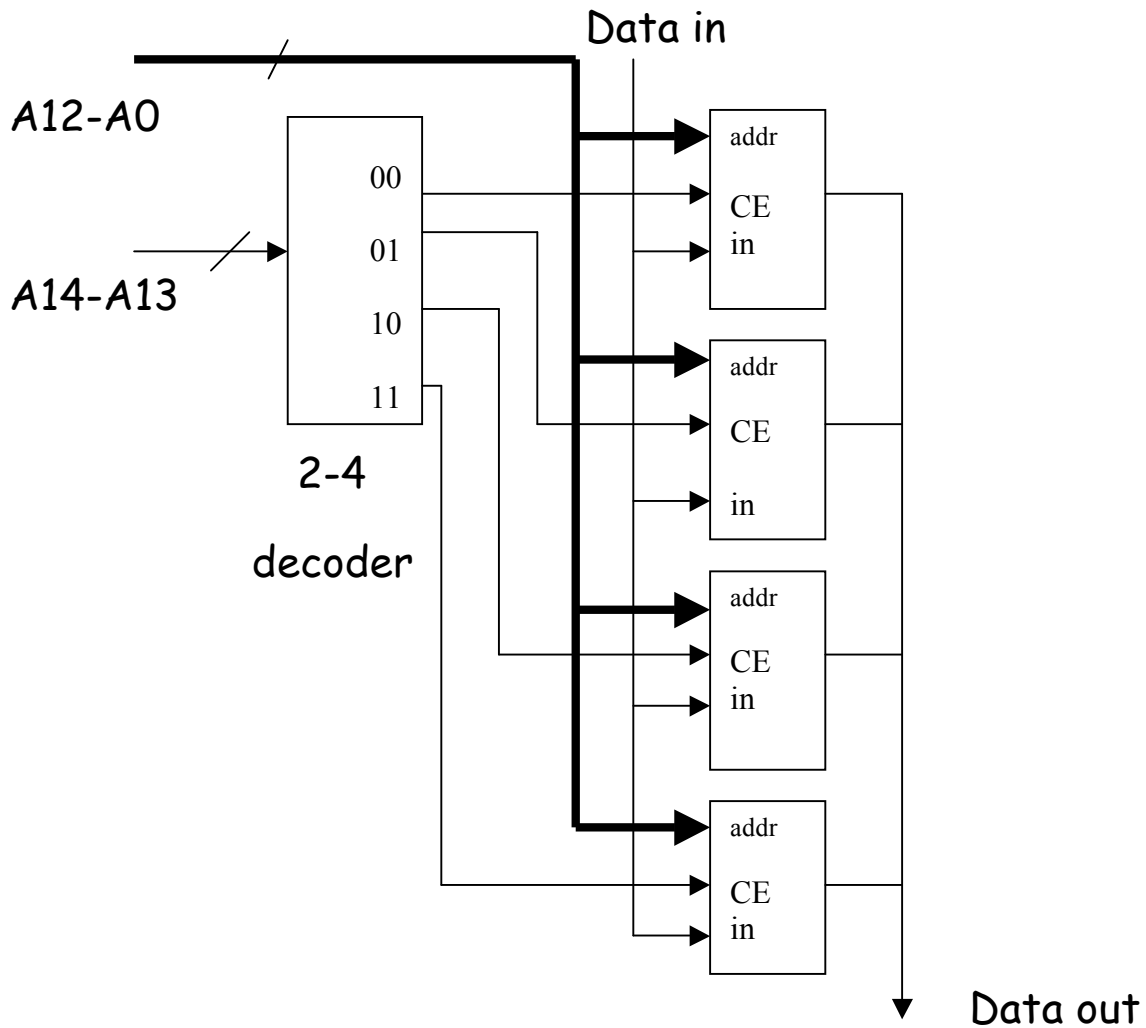 Data in
A12-A0
A14-A13
00
01
10
11
2-4
decoder
addr
CE
in
addr
CE
in
addr
CE
in
addr
CE
in
Data out